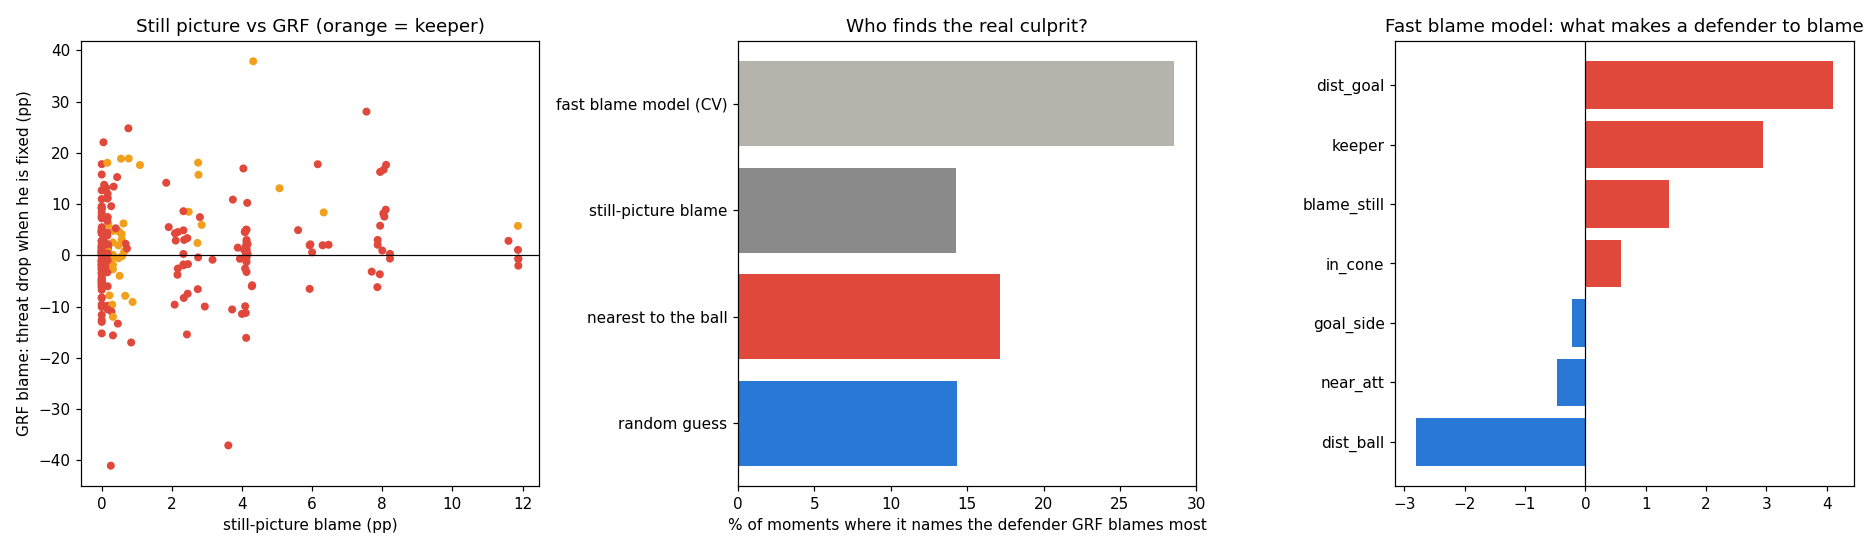 Still picture vs GRF (orange = keeper)
GRF blame: threat drop when he is fixed (pp)
40
30
20
10
0
−10
−20
−30
−40
0 2 4 6 8 10 12
still-picture blame (pp)
Who finds the real culprit?
fast blame model (CV)
still-picture blame
nearest to the ball
random guess
0 5 10 15 20 25 30
% of moments where it names the defender GRF blames most
Fast blame model: what makes a defender to blame
dist_goal
keeper
blame_still
in_cone
goal_side
near_att
dist_ball
−3 −2 −1 0 1 2 3 4